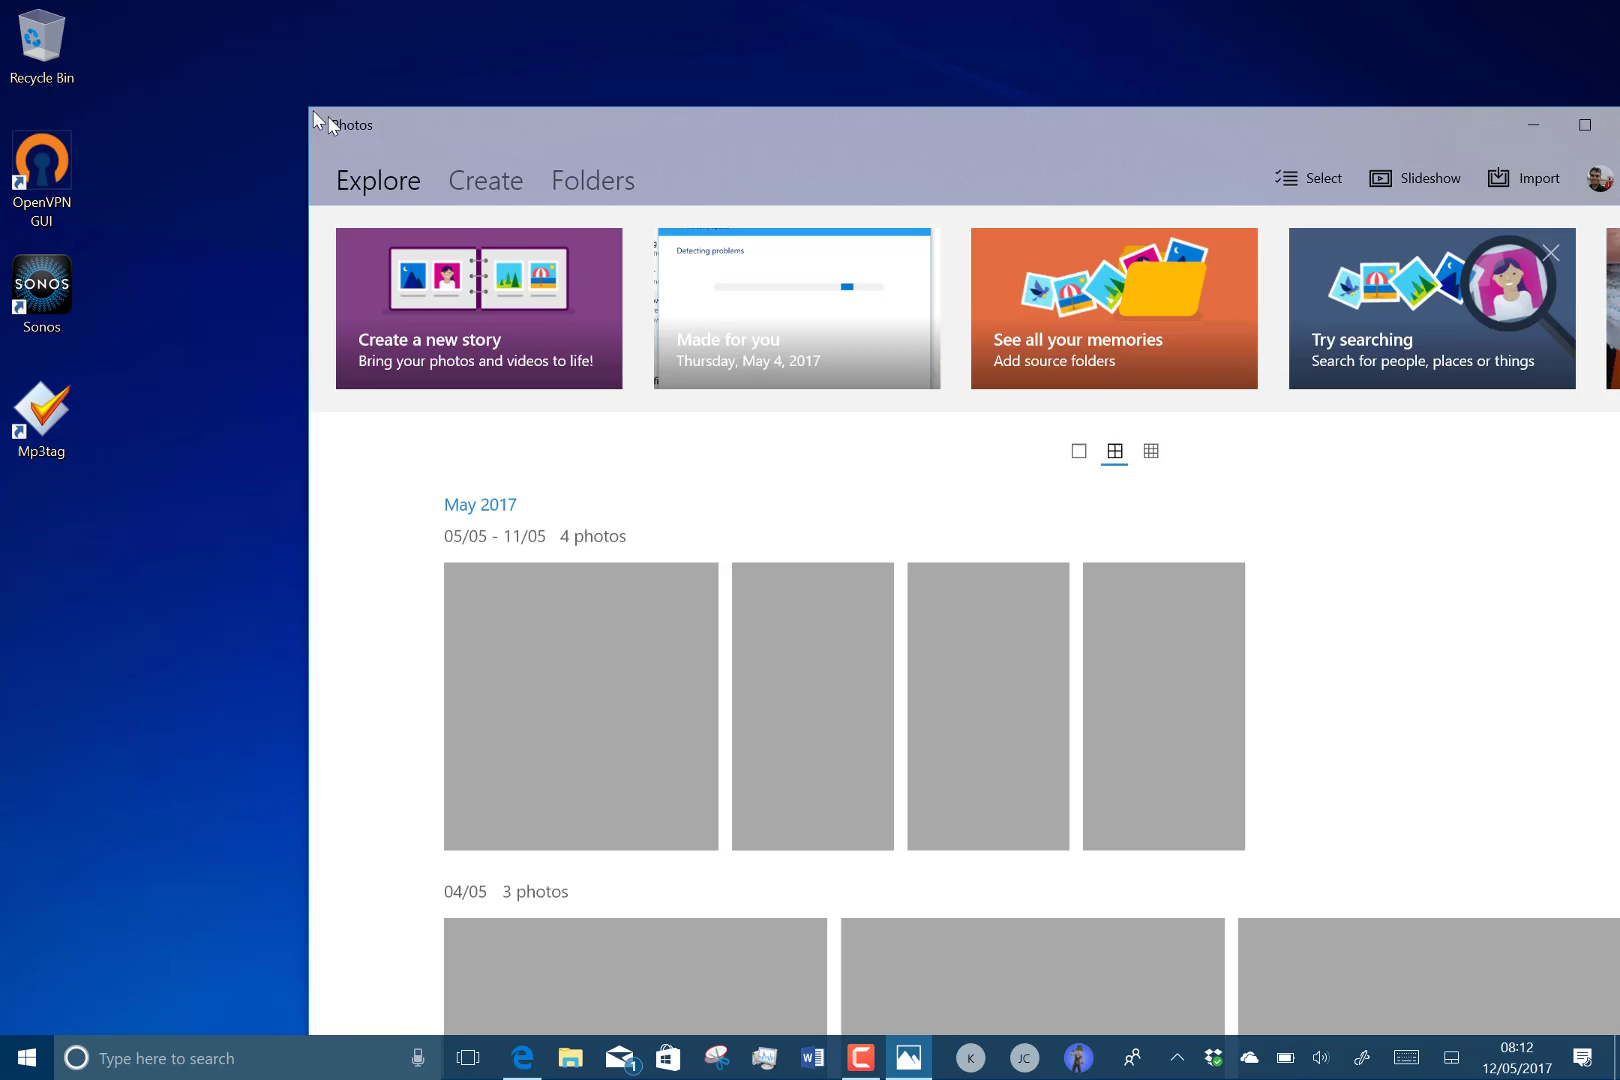 Recycle Bin
OpenVPN
GUI
SONOS
Sonos
Mp3tag
Photos
Explore
Create
Folders
Select
Slideshow
Import
Create a new story
Bring your photos and videos to life!
Detecting problems
Made for you
Thursday, May 4, 2017
See all your memories
Add source folders
Try searching
Search for people, places or things
May 2017
05/05 - 11/05 4 photos
04/05 3 photos
Type here to search
1
K
JC
08:12
12/05/2017